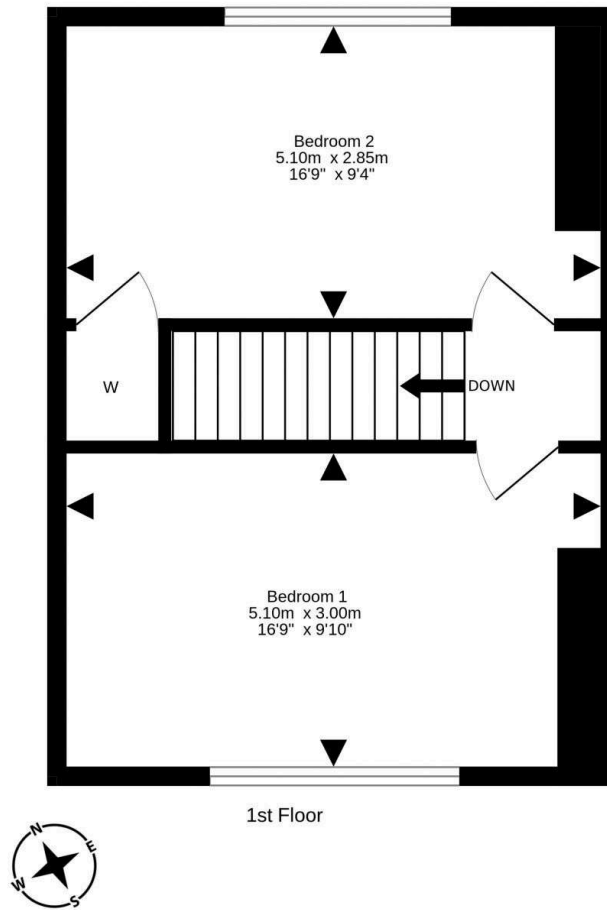 Bedroom 2
5.10m x 2.85m
16'9" x 9'4"
W
DOWN
Bedroom 1
5.10m x 3.00m
16'9" x 9'10"
1st Floor
N
E
W
S